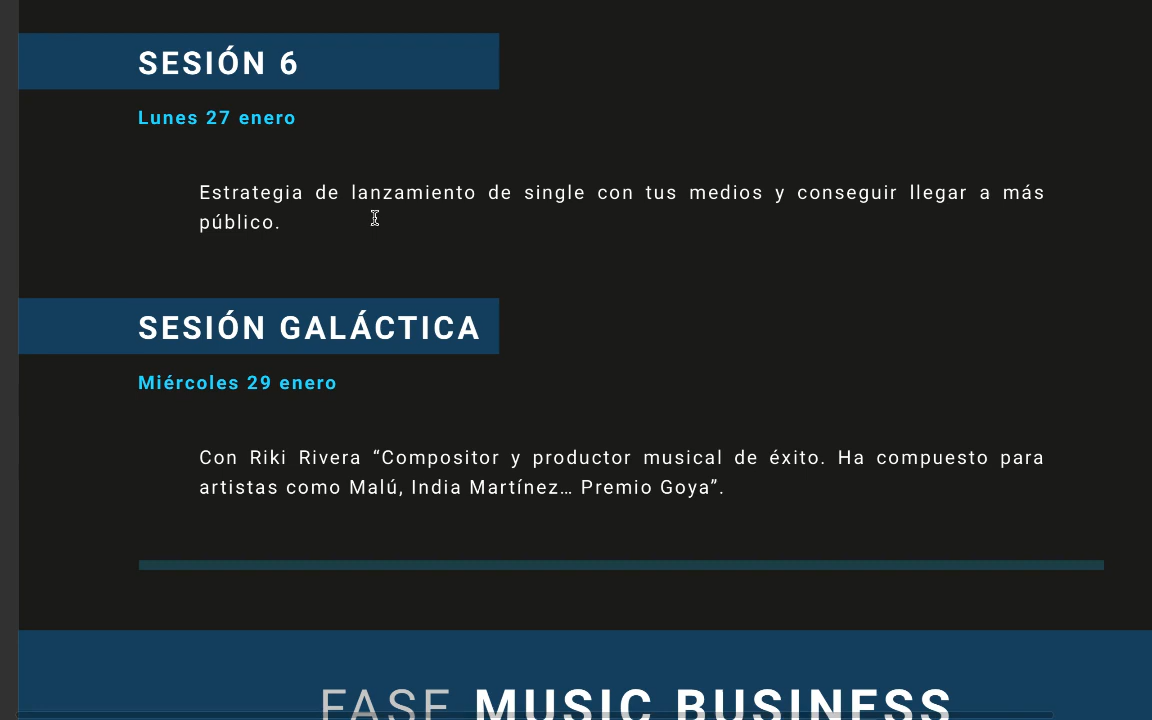 SESIÓN 6
Lunes 27 enero
Estrategia de lanzamiento de single con tus medios y conseguir llegar a más
público.
SESIÓN GALÁCTICA
Miércoles 29 enero
Con Riki Rivera “Compositor y productor musical de éxito. Ha compuesto para
artistas como Malú, India Martínez… Premio Goya”.
FASE MUSIC BUSINESS